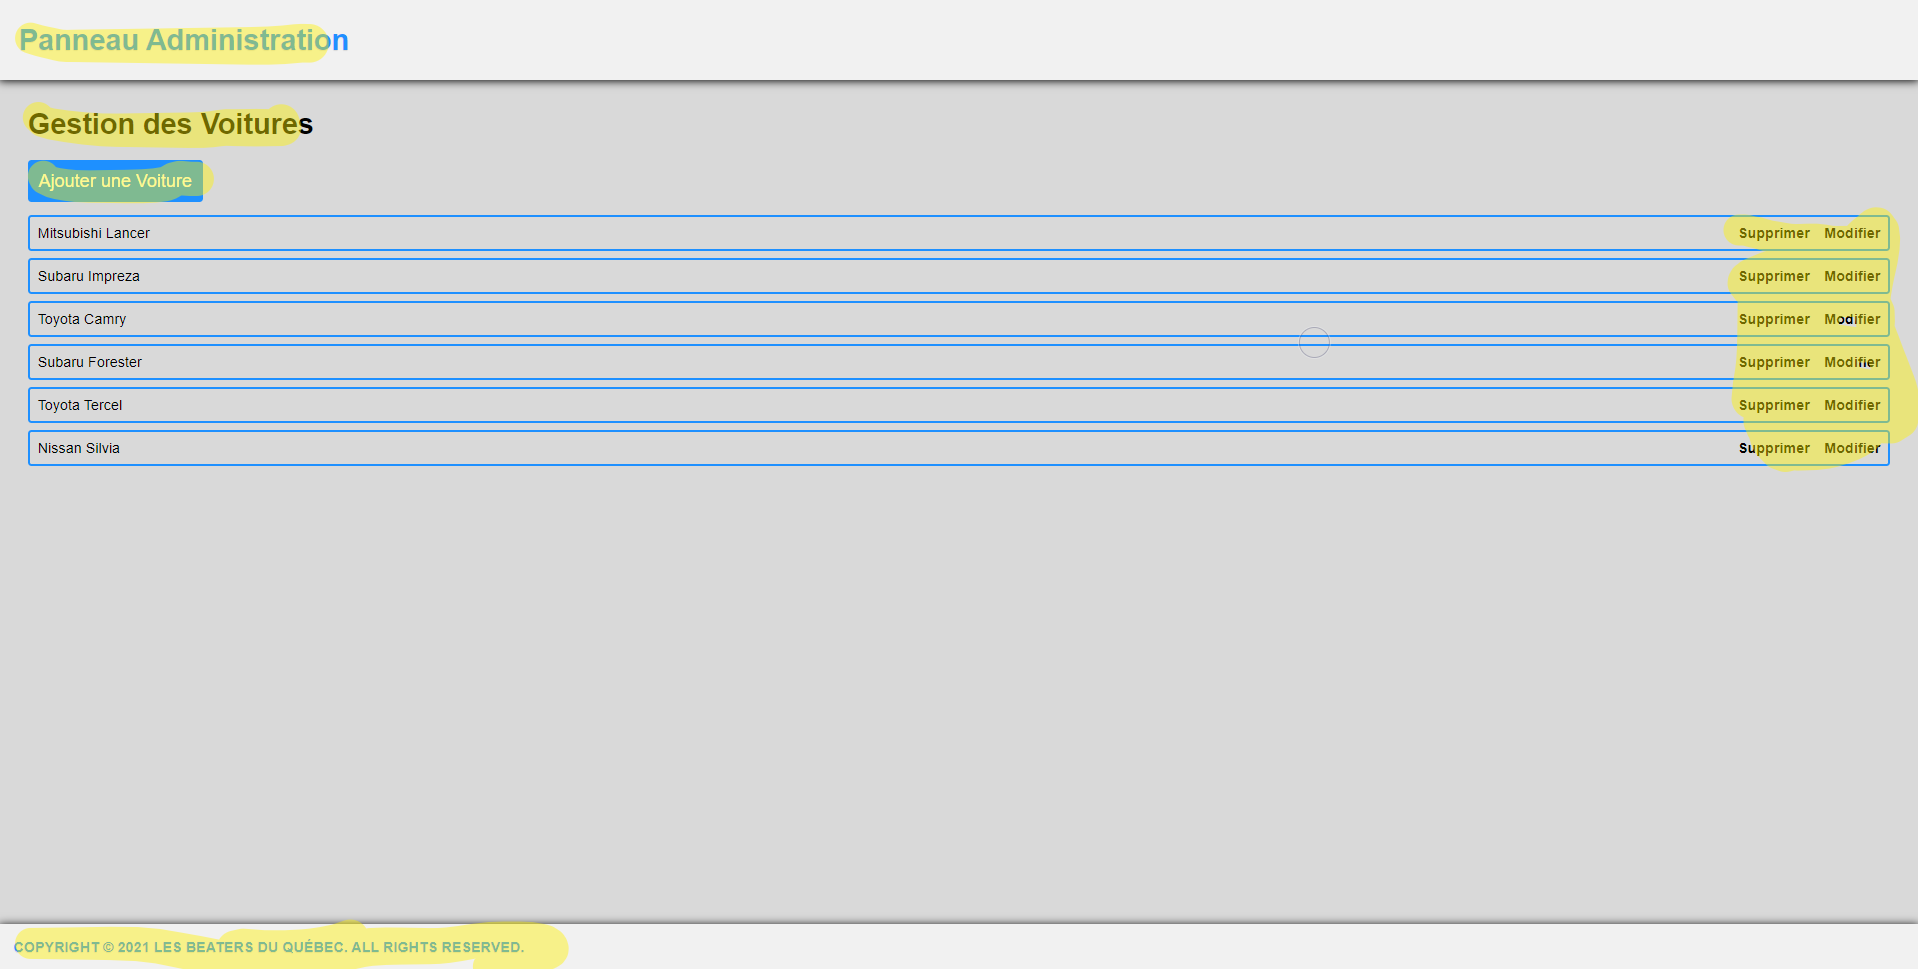 Panneau Administration
Gestion des Voitures
Ajouter une Voiture
Mitsubishi Lancer Supprimer Modifier
Subaru Impreza Supprimer Modifier
Toyota Camry Supprimer Modifier
Subaru Forester Supprimer Modifier
Toyota Tercel Supprimer Modifier
Nissan Silvia Supprimer Modifier
COPYRIGHT © 2021 LES BEATERS DU QUÉBEC. ALL RIGHTS RESERVED.